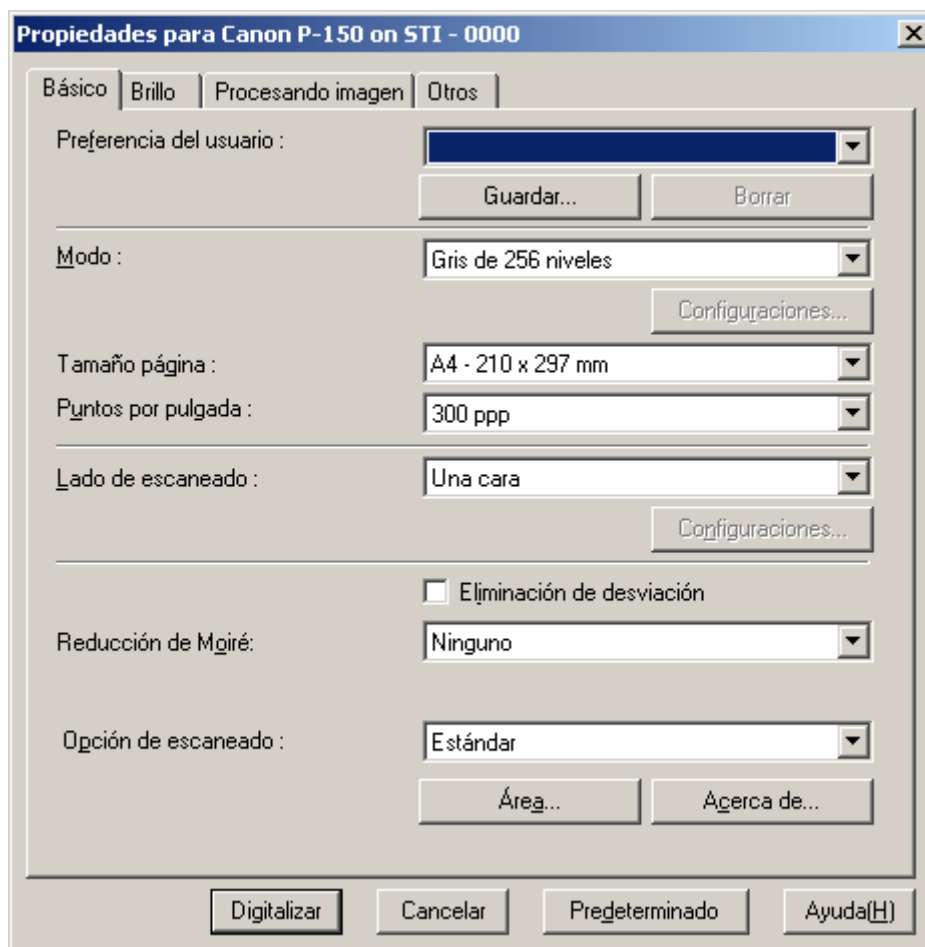 Propiedades para Canon P-150 on STI - 0000
Básico Brillo Procesando imagen Otros
Preferencia del usuario :
Guardar... Borrar
Modo : Gris de 256 niveles
Configuraciones...
Tamaño página : A4 - 210 x 297 mm
Puntos por pulgada : 300 ppp
Lado de escaneado : Una cara
Configuraciones...
Eliminación de desviación
Reducción de Moiré: Ninguno
Opción de escaneado : Estándar
Área... Acerca de...
Digitalizar Cancelar Predeterminado Ayuda(H)